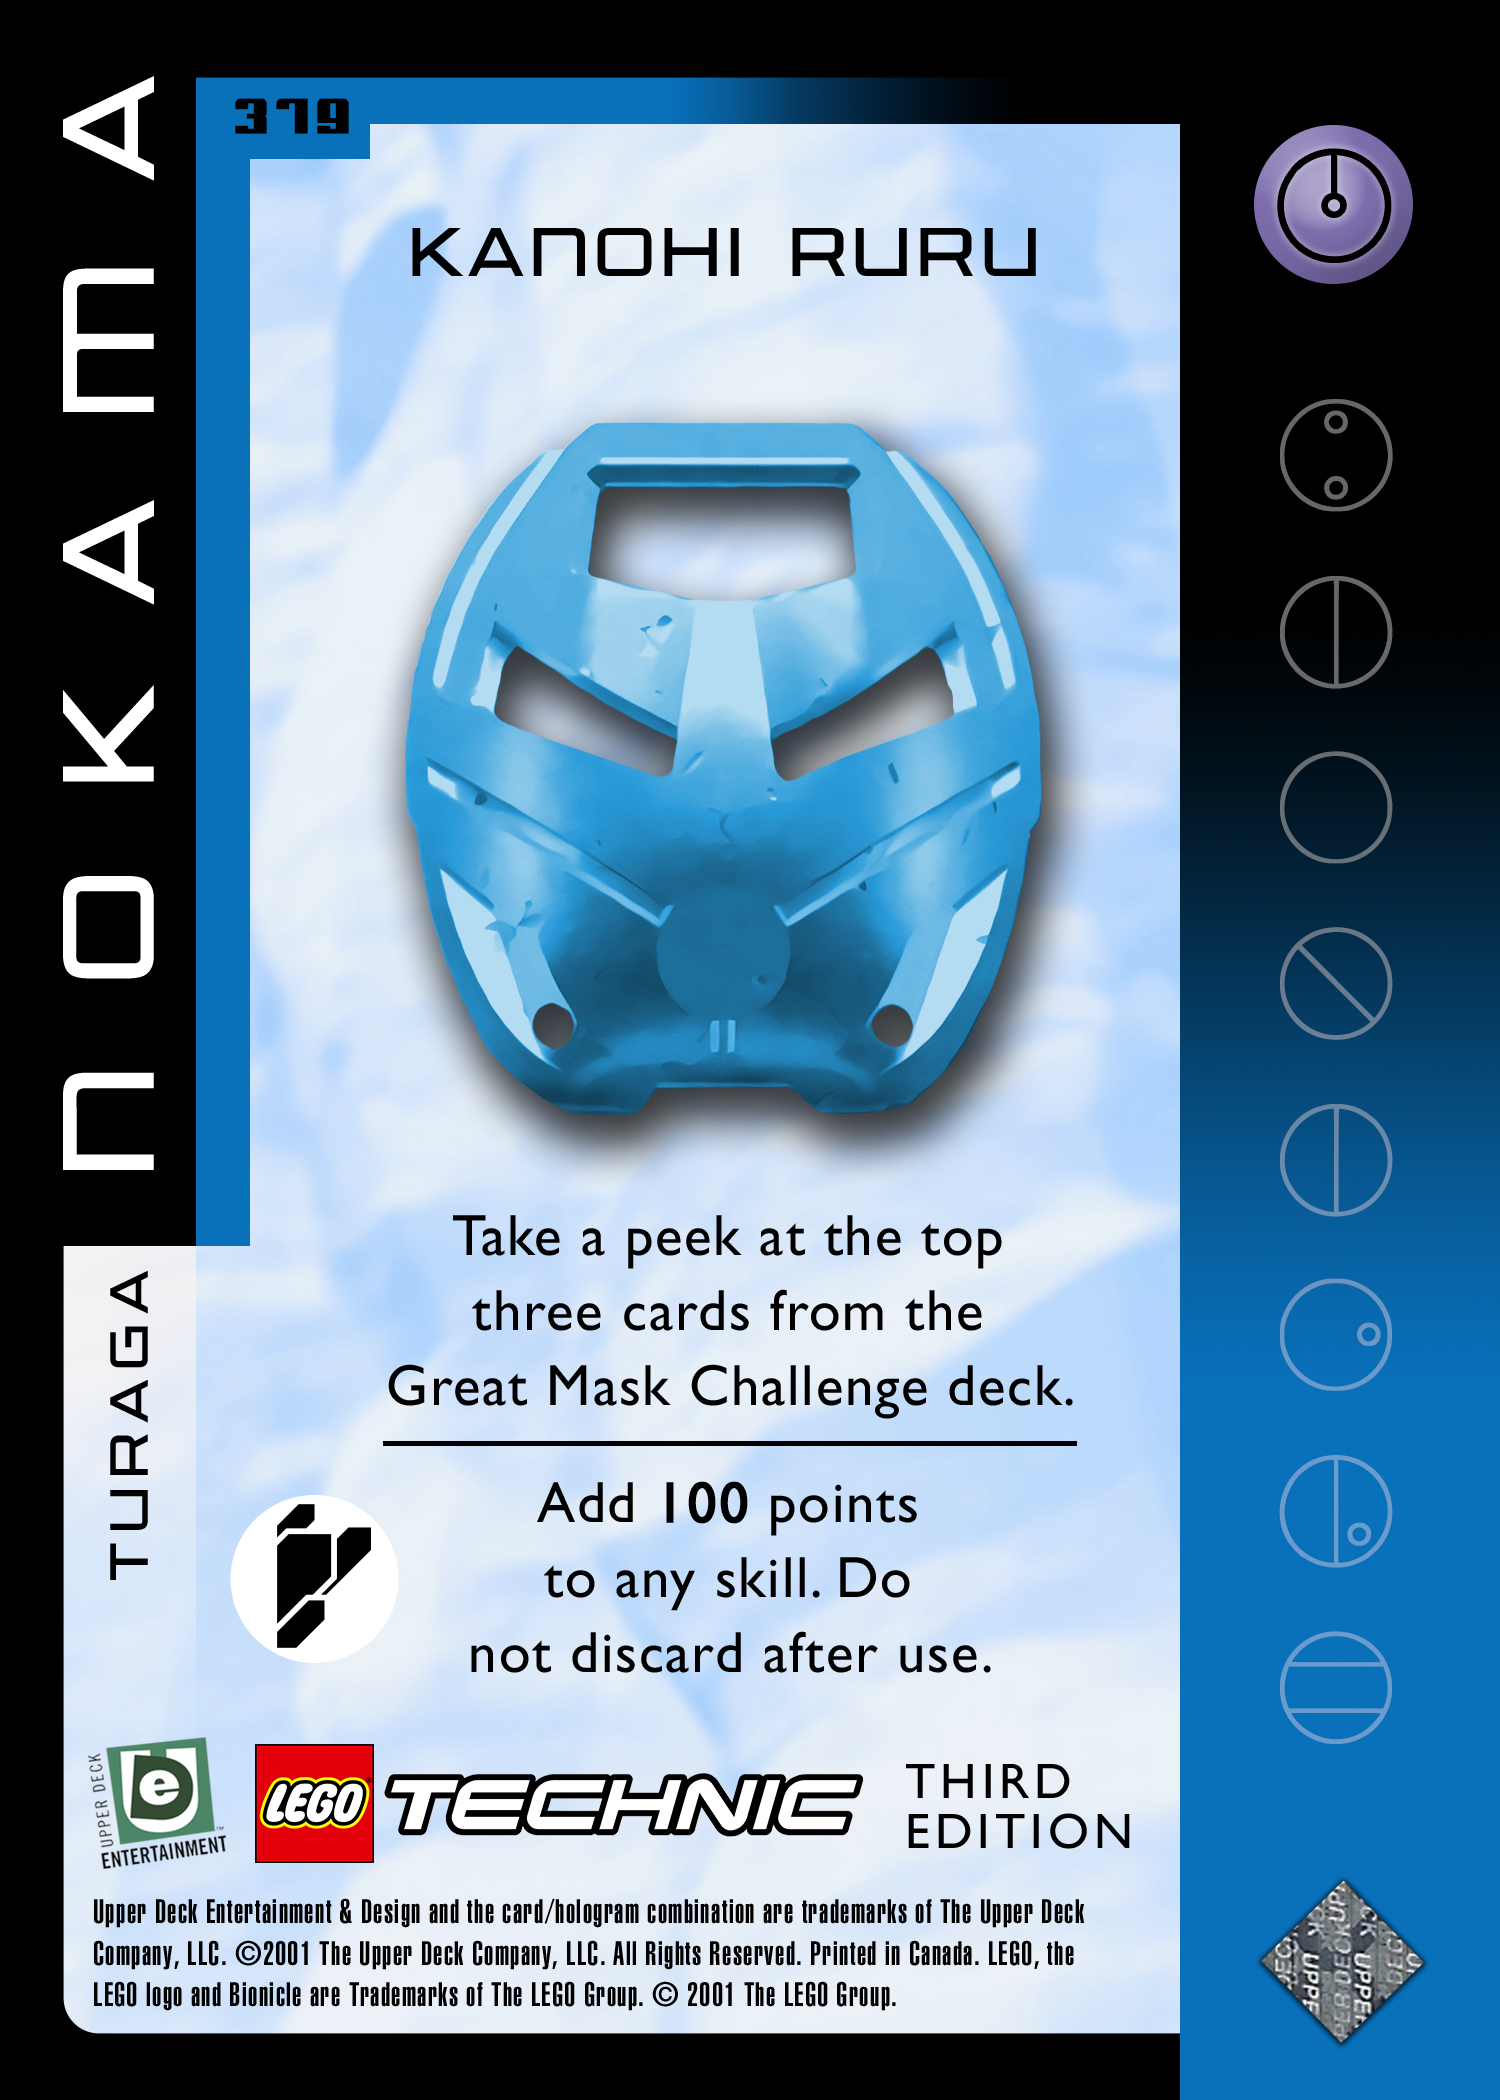 NOKAMA
TURAGA
379
KANOHI RURU
Take a peek at the top
three cards from the
Great Mask Challenge deck.
Add 100 points
to any skill. Do
not discard after use.
UPPER DECK
e
ENTERTAINMENT™
LEGO TECHNIC
THIRD
EDITION
Upper Deck Entertainment & Design and the card/hologram combination are trademarks of The Upper Deck
Company, LLC. ©2001 The Upper Deck Company, LLC. All Rights Reserved. Printed in Canada. LEGO, the
LEGO logo and Bionicle are Trademarks of The LEGO Group. © 2001 The LEGO Group.